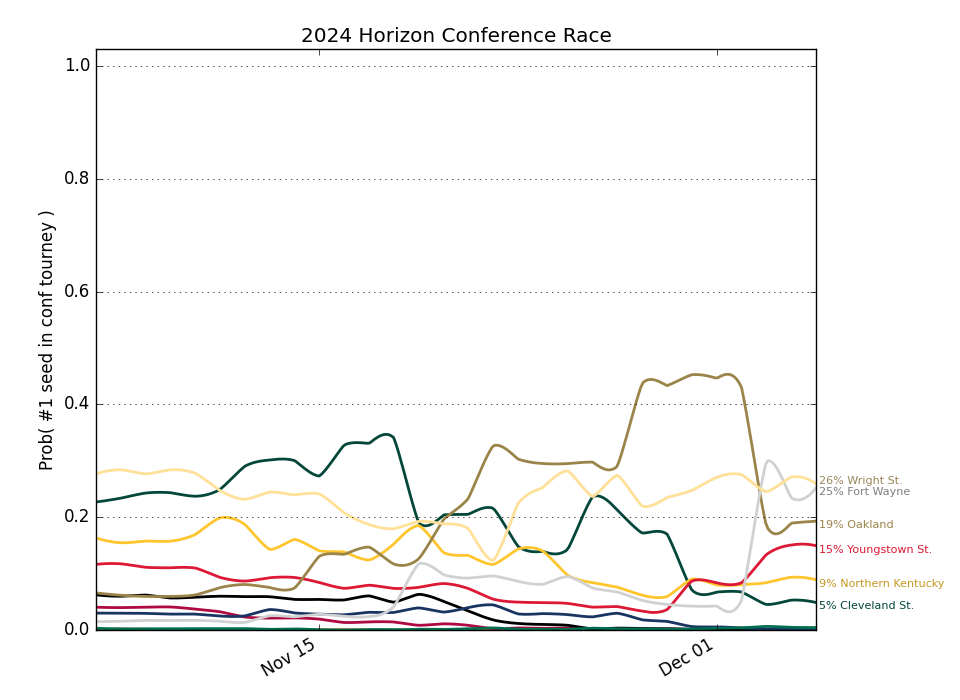 2024 Horizon Conference Race
Prob( #1 seed in conf tourney )
1.0
0.8
0.6
0.4
0.2
0.0
Nov 15
Dec 01
26% Wright St.
25% Fort Wayne
19% Oakland
15% Youngstown St.
9% Northern Kentucky
5% Cleveland St.